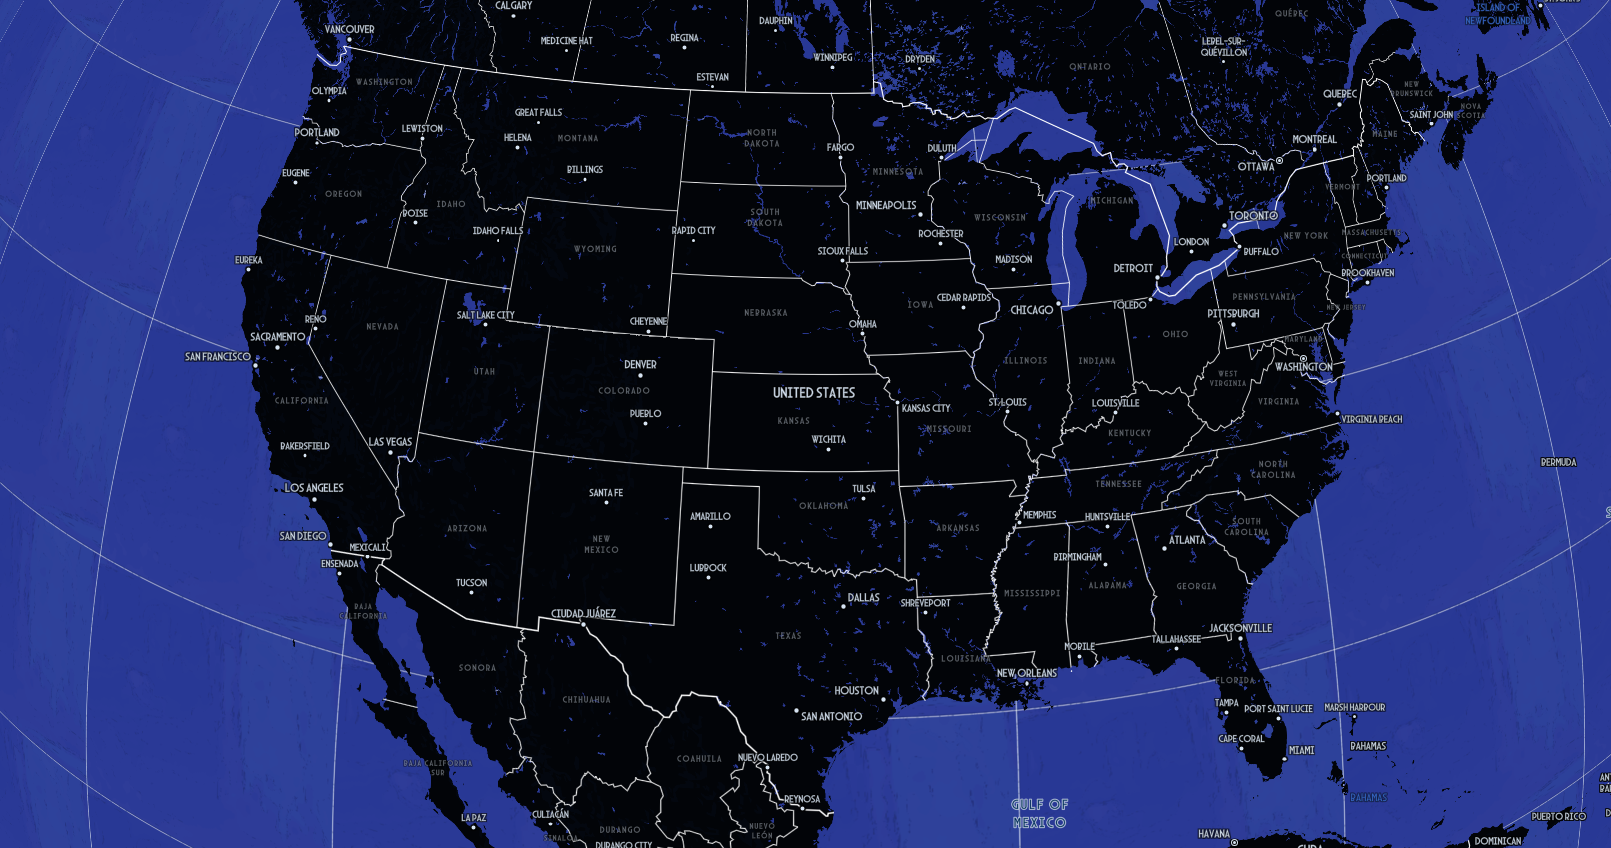 CALGARY
DAUPHIN
QUÉBEC
ISLAND OF
NEWFOUNDLAND
VANCOUVER
MEDICINE HAT
REGINA
WINNIPEG
DRYDEN
LEBEL-SUR-
QUÉVILLON
WASHINGTON
ESTEVAN
ONTARIO
OLYMPIA
QUEBEC
NEW
BRUNSWICK
NOVA
SCOTIA
SAINT JOHN
GREAT FALLS
PORTLAND
LEWISTON
HELENA
MONTANA
NORTH
DAKOTA
FARGO
DULUTH
MONTREAL
MAINE
OTTAWA
EUGENE
BILLINGS
MINNESOTA
PORTLAND
VERMONT
OREGON
IDAHO
BOISE
SOUTH
DAKOTA
MINNEAPOLIS
WISCONSIN
MICHIGAN
TORONTO
IDAHO FALLS
RAPID CITY
ROCHESTER
NEW YORK
MASSACHUSETTS
WYOMING
SIOUX FALLS
MADISON
LONDON
BUFFALO
CONNECTICUT
EUREKA
DETROIT
BROOKHAVEN
IOWA
CEDAR RAPIDS
CHICAGO
TOLEDO
PENNSYLVANIA
NEW JERSEY
RENO
NEVADA
SALT LAKE CITY
CHEYENNE
NEBRASKA
OMAHA
PITTSBURGH
OHIO
SACRAMENTO
SAN FRANCISCO
MARYLAND
DENVER
ILLINOIS
INDIANA
WASHINGTON
UTAH
COLORADO
UNITED STATES
WEST
VIRGINIA
CALIFORNIA
PUEBLO
KANSAS
KANSAS CITY
ST. LOUIS
LOUISVILLE
VIRGINIA
VIRGINIA BEACH
MISSOURI
KENTUCKY
BAKERSFIELD
LAS VEGAS
WICHITA
BERMUDA
NORTH
CAROLINA
LOS ANGELES
SANTA FE
TULSA
TENNESSEE
OKLAHOMA
AMARILLO
MEMPHIS
HUNTSVILLE
SOUTH
CAROLINA
ARIZONA
NEW
MEXICO
ARKANSAS
SAN DIEGO
MEXICALI
ATLANTA
BIRMINGHAM
ENSENADA
TUCSON
LUBBOCK
MISSISSIPPI
ALABAMA
GEORGIA
BAJA
CALIFORNIA
CIUDAD JUÁREZ
DALLAS
SHREVEPORT
TEXAS
JACKSONVILLE
TALLAHASSEE
MOBILE
SONORA
LOUISIANA
NEW ORLEANS
FLORIDA
CHIHUAHUA
HOUSTON
SAN ANTONIO
TAMPA
PORT SAINT LUCIE
MARSH HARBOUR
CAPE CORAL
MIAMI
BAHAMAS
BAJA CALIFORNIA
SUR
COAHUILA
NUEVO LAREDO
BAHAMAS
REYNOSA
GULF OF
MEXICO
LA PAZ
CULIACÁN
SINALOA
DURANGO
NUEVO
LEÓN
PUERTO RICO
HAVANA
DURANGO CITY
DOMINICAN